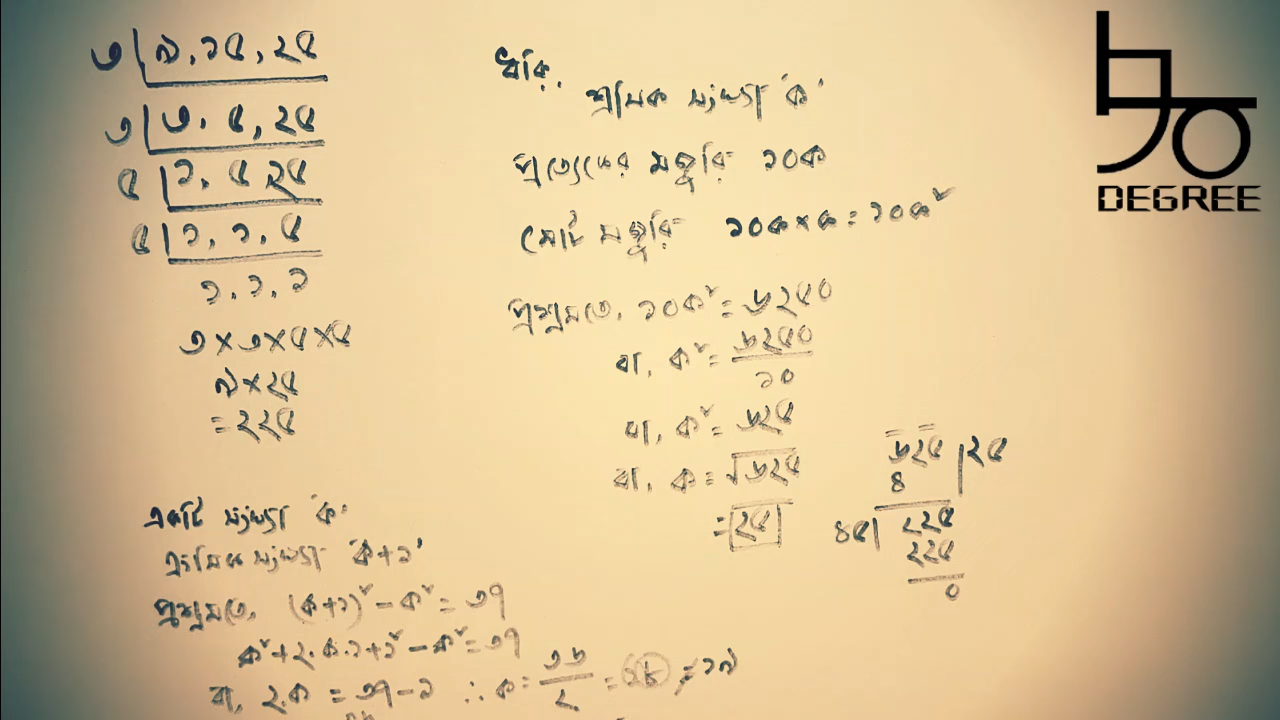 ৩ | ৯, ১৫, ২৫
৩ | ৩, ৫, ২৫
৫ | ১, ৫, ২৫
৫ | ১, ১, ৫
১, ১, ১
৩×৩×৫×৫
৯×২৫
=২২৫
একটি সংখ্যা 'ক'
ক্রমিক সংখ্যা 'ক+১'
প্রশ্নমতে, (ক+১)² - ক² = ৩৭
ক²+২.ক.১+১² - ক² = ৩৭
বা, ২.ক = ৩৭-১ ∴ ক = ৩৬/২ = ১৮
ধরি,
শ্রমিক সংখ্যা 'ক'
প্রত্যেকের মজুরি = ১০ক
মোট মজুরি = ১০ক×ক = ১০ক²
প্রশ্নমতে, ১০ক² = ৬২৫০
বা, ক² = ৬২৫০/১০
বা, ক² = ৬২৫
বা, ক = √৬২৫
= ২৫
৬২৫ | ২৫
৪
৪৫ | ২২৫
২২৫
০
DEGREE